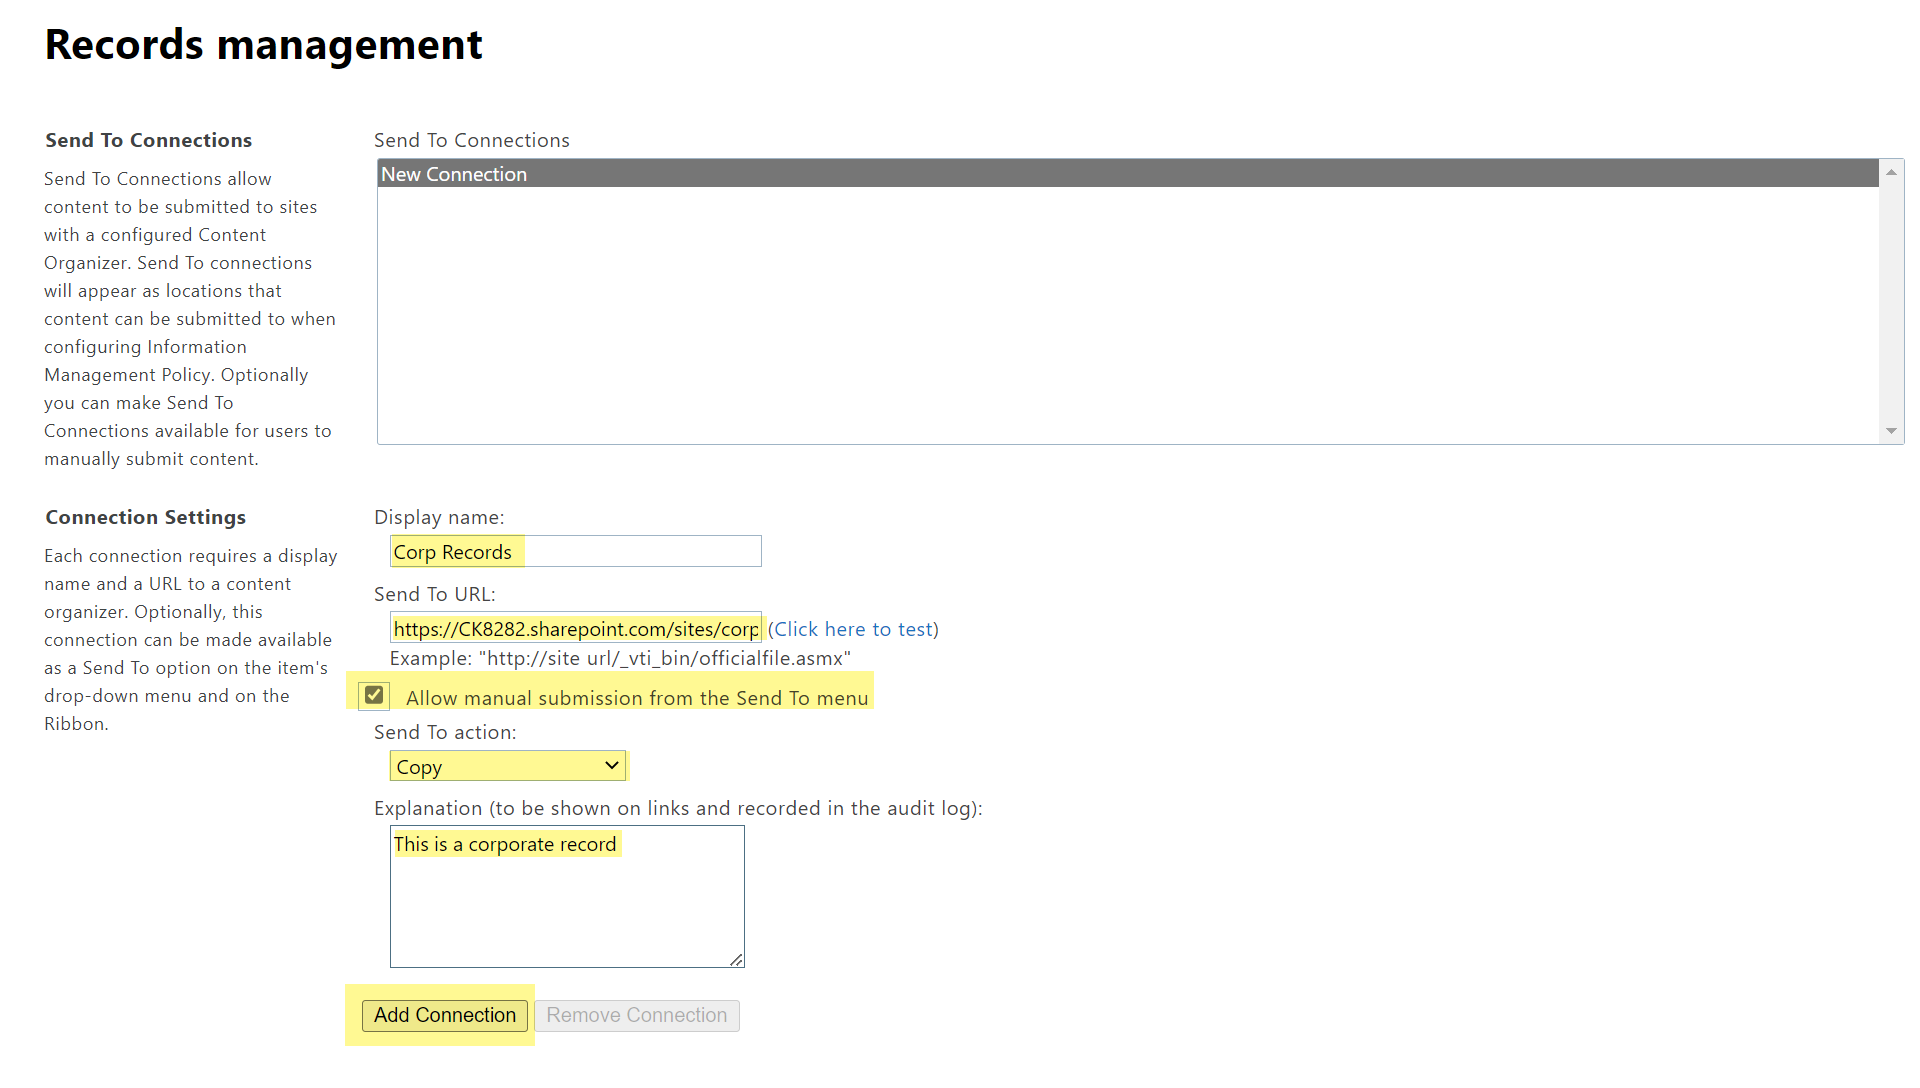 Records management
Send To Connections
Send To Connections allow
content to be submitted to sites
with a configured Content
Organizer. Send To connections
will appear as locations that
content can be submitted to when
configuring Information
Management Policy. Optionally
you can make Send To
Connections available for users to
manually submit content.
Send To Connections
New Connection
Connection Settings
Each connection requires a display
name and a URL to a content
organizer. Optionally, this
connection can be made available
as a Send To option on the item's
drop-down menu and on the
Ribbon.
Display name:
Corp Records
Send To URL:
https://CK8282.sharepoint.com/sites/corp (Click here to test)
Example: "http://site url/_vti_bin/officialfile.asmx"
Allow manual submission from the Send To menu
Send To action:
Copy
Explanation (to be shown on links and recorded in the audit log):
This is a corporate record
Add Connection Remove Connection